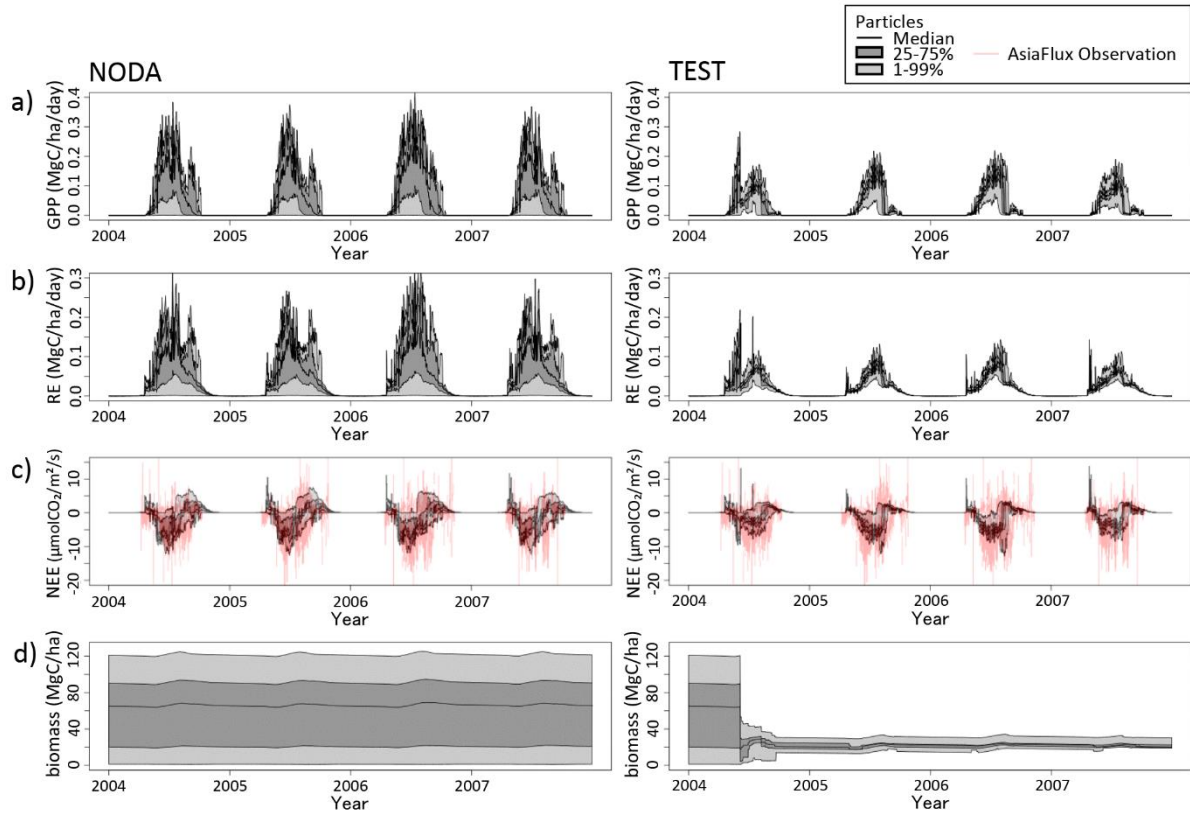 Particles
Median
25-75%
1-99%
AsiaFlux Observation
NODA
TEST
a)
GPP (MgC/ha/day)
0.0 0.1 0.2 0.3 0.4
2004 2005 2006 2007
Year
GPP (MgC/ha/day)
0.0 0.1 0.2 0.3 0.4
2004 2005 2006 2007
Year
b)
RE (MgC/ha/day)
0.0 0.1 0.2 0.3
2004 2005 2006 2007
Year
RE (MgC/ha/day)
0.0 0.1 0.2 0.3
2004 2005 2006 2007
Year
c)
NEE (μmolCO₂/m²/s)
-20 -10 0 10
2004 2005 2006 2007
Year
NEE (μmolCO₂/m²/s)
-20 -10 0 10
2004 2005 2006 2007
Year
d)
biomass (MgC/ha)
0 40 80 120
2004 2005 2006 2007
Year
biomass (MgC/ha)
0 40 80 120
2004 2005 2006 2007
Year